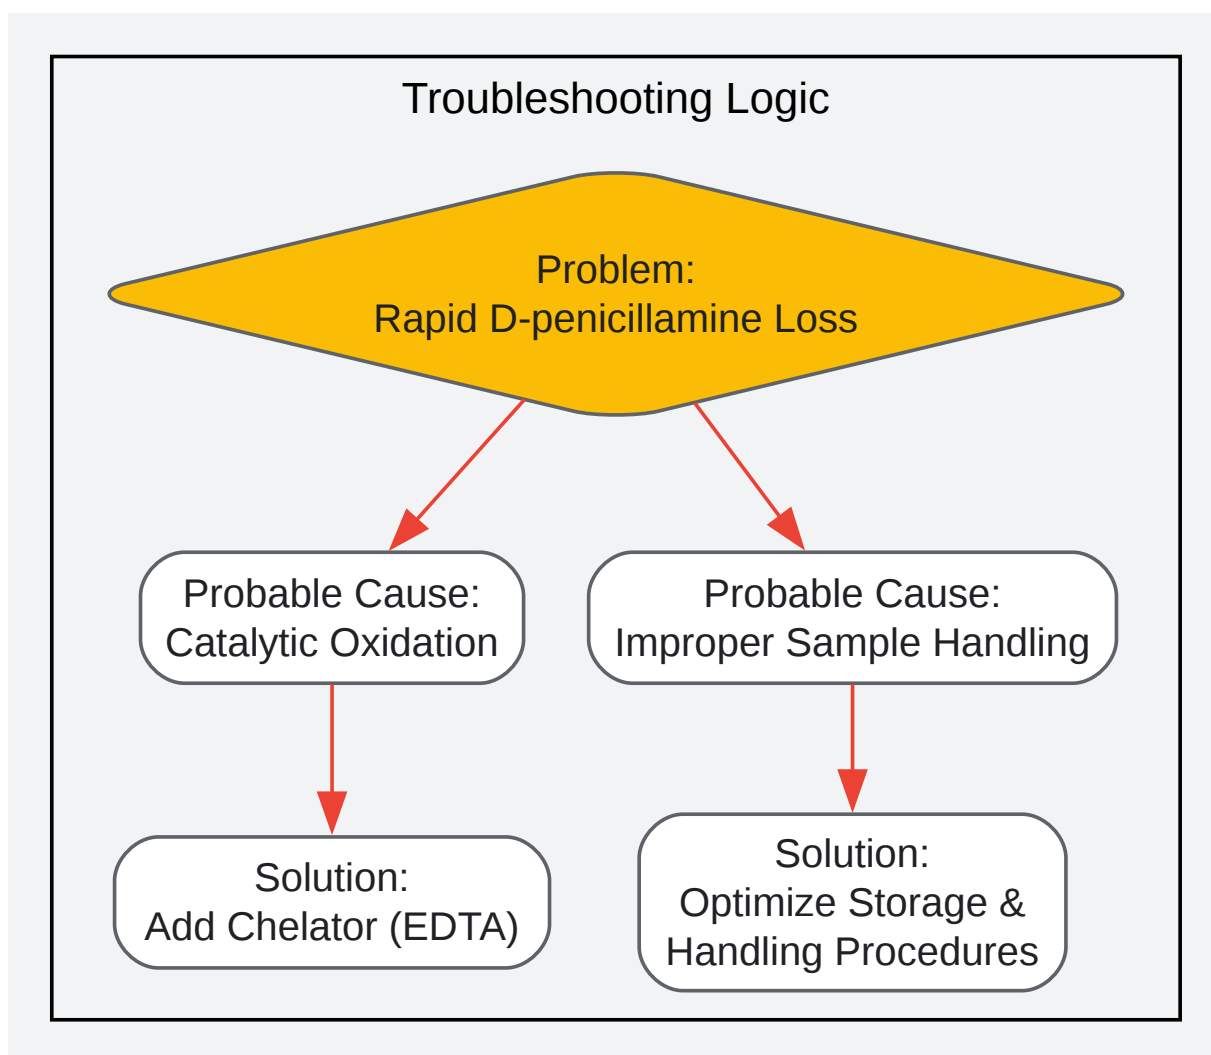 Troubleshooting Logic
Problem:
Rapid D-penicillamine Loss
Probable Cause:
Catalytic Oxidation
Probable Cause:
Improper Sample Handling
Solution:
Add Chelator (EDTA)
Solution:
Optimize Storage &
Handling Procedures